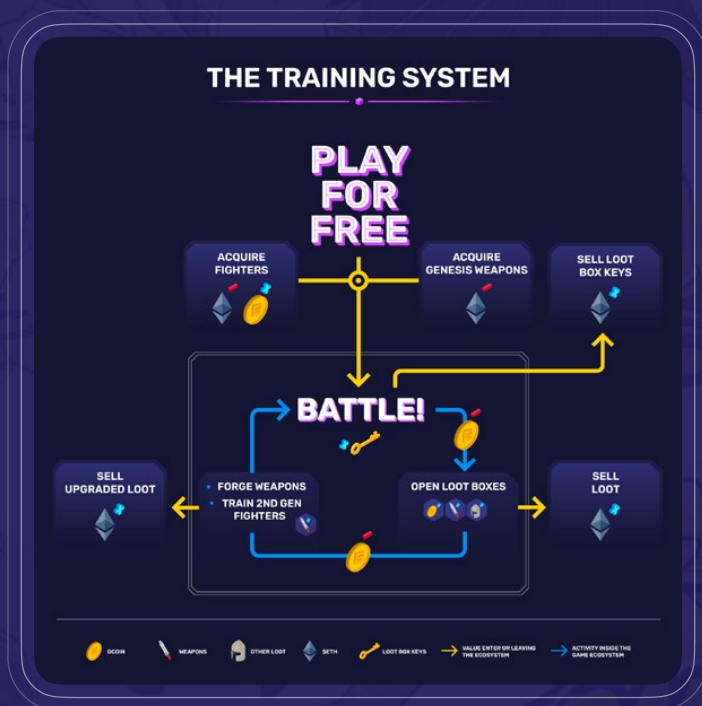 THE TRAINING SYSTEM
PLAY
FOR
FREE
ACQUIRE
FIGHTERS
ACQUIRE
GENESIS WEAPONS
SELL LOOT
BOX KEYS
BATTLE!
SELL
UPGRADED LOOT
• FORGE WEAPONS
• TRAIN 2ND GEN
FIGHTERS
OPEN LOOT BOXES
SELL
LOOT
DCOIN
WEAPONS
OTHER LOOT
$ETH
LOOT BOX KEYS
VALUE ENTER OR LEAVING
THE ECOSYSTEM
ACTIVITY INSIDE THE
GAME ECOSYSTEM